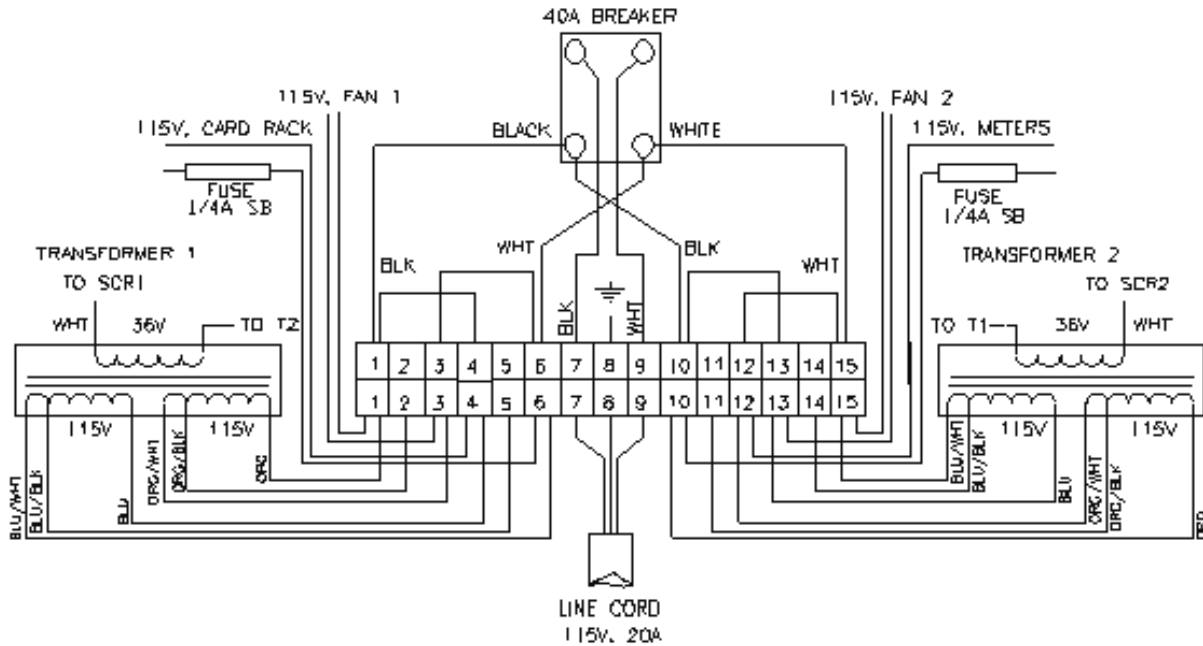 40A BREAKER
115V, FAN 1
115V, FAN 2
115V, CARD RACK
BLACK
WHITE
115V, METERS
FUSE
1/4A SB
FUSE
1/4A SB
TRANSFORMER 1
WHT
BLK
TRANSFORMER 2
TO SCR1
BLK
WHT
TO SCR2
WHT
36V
TO T2
BLK
WHT
TO T1
36V
WHT
1 2 3 4 5 6 7 8 9 10 11 12 13 14 15
1 2 3 4 5 6 7 8 9 10 11 12 13 14 15
115V
115V
115V
115V
BLU/WHT
BLU/BLK
BLU
ORG/WHT
ORG/BLK
ORG
BLU/WHT
BLU/BLK
BLU
ORG/WHT
ORG/BLK
ORG
LINE CORD
115V, 20A